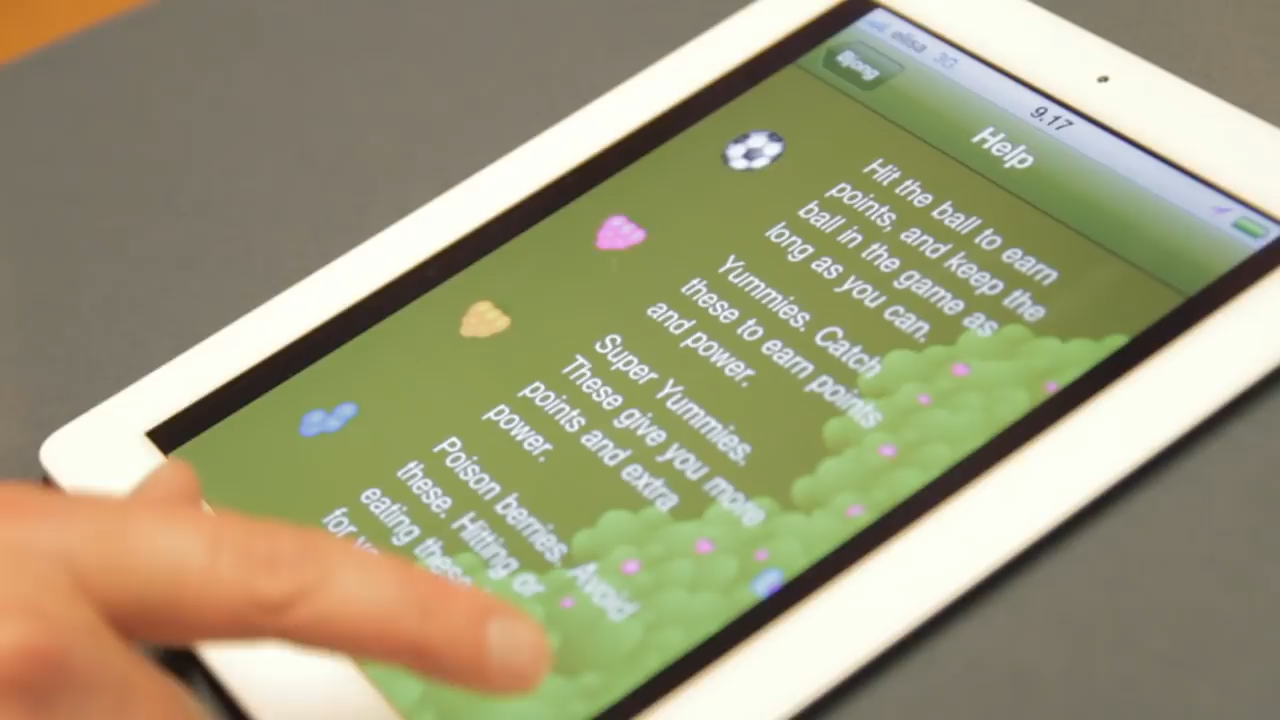 elisa 3G
9.17
Bjong
Help
Hit the ball to earn
points, and keep the
ball in the game as
long as you can.
Yummies. Catch
these to earn points
and power.
Super Yummies.
These give you more
points and extra
power.
Poison berries. Avoid
these. Hitting or
eating these
for